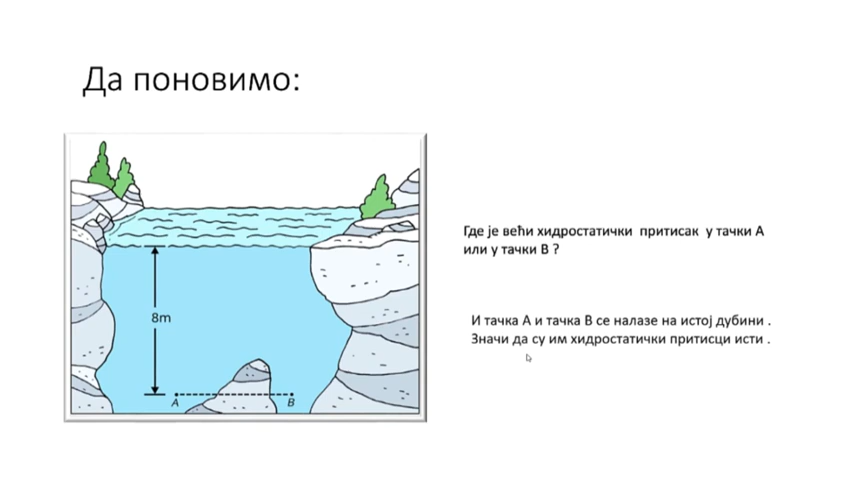 Да поновимо:
8m
A
B
Где је већи хидростатички притисак у тачки А
или у тачки В ?
И тачка А и тачка В се налазе на истој дубини .
Значи да су им хидростатички притисци исти .